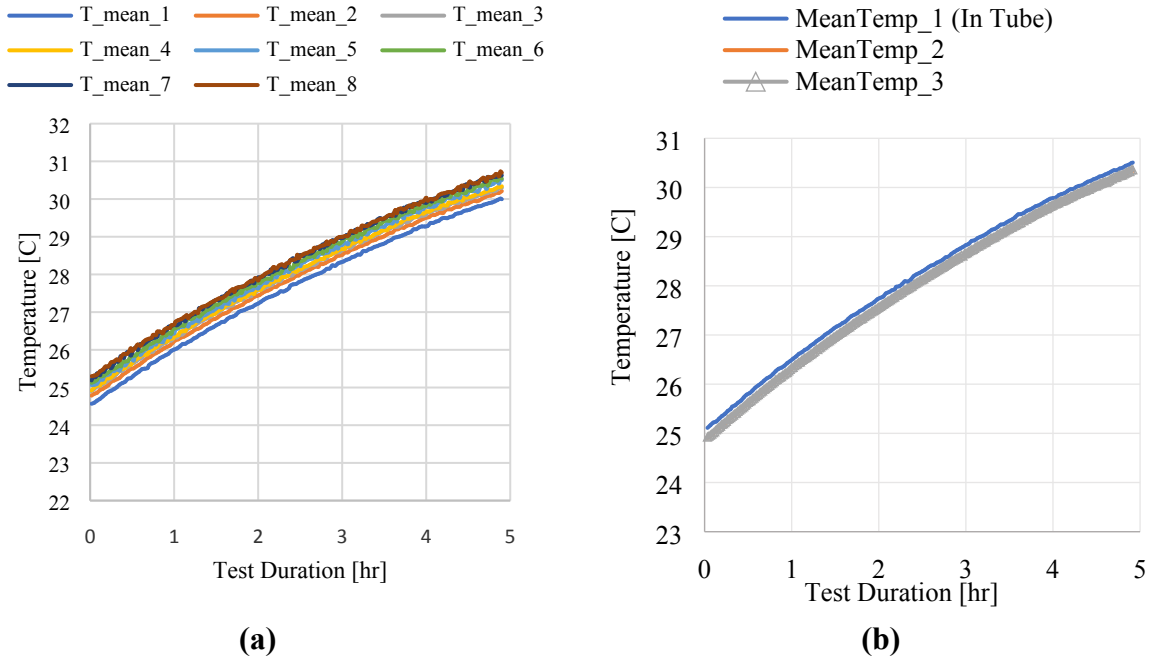 T_mean_1 T_mean_2 T_mean_3
T_mean_4 T_mean_5 T_mean_6
T_mean_7 T_mean_8
32
31
30
29
28
27
26
25
24
23
22
Temperature [C]
0 1 2 3 4 5
Test Duration [hr]
(a)
MeanTemp_1 (In Tube)
MeanTemp_2
MeanTemp_3
31
30
29
28
27
26
25
24
23
Temperature [C]
0 1 2 3 4 5
Test Duration [hr]
(b)